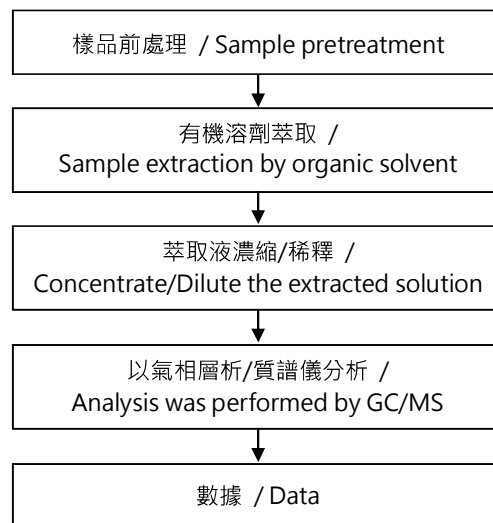 樣品前處理 / Sample pretreatment
有機溶劑萃取 /
Sample extraction by organic solvent
萃取液濃縮/稀釋 /
Concentrate/Dilute the extracted solution
以氣相層析/質譜儀分析 /
Analysis was performed by GC/MS
數據 / Data